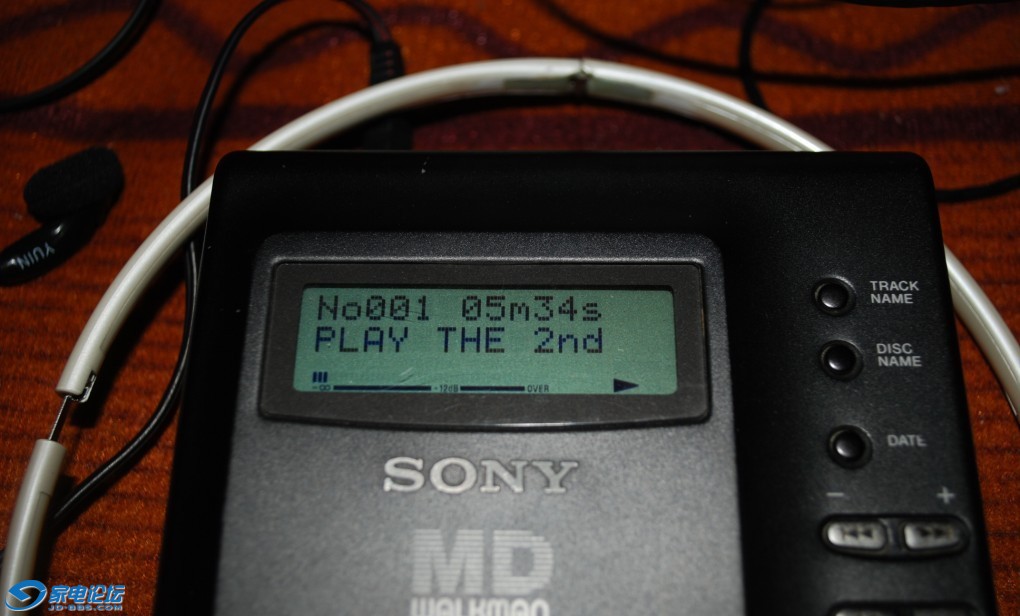 YUIN
No001 05m34s
PLAY THE 2nd
-∞ -12dB OVER
TRACK
NAME
DISC
NAME
DATE
- +
SONY
MD
WALKMAN
家电论坛
JD-BBS.COM